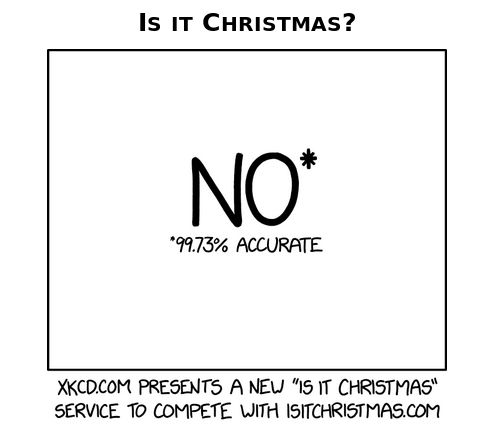 Is it Christmas?
NO*
*99.73% ACCURATE
XKCD.COM PRESENTS A NEW "IS IT CHRISTMAS"
SERVICE TO COMPETE WITH ISITCHRISTMAS.COM